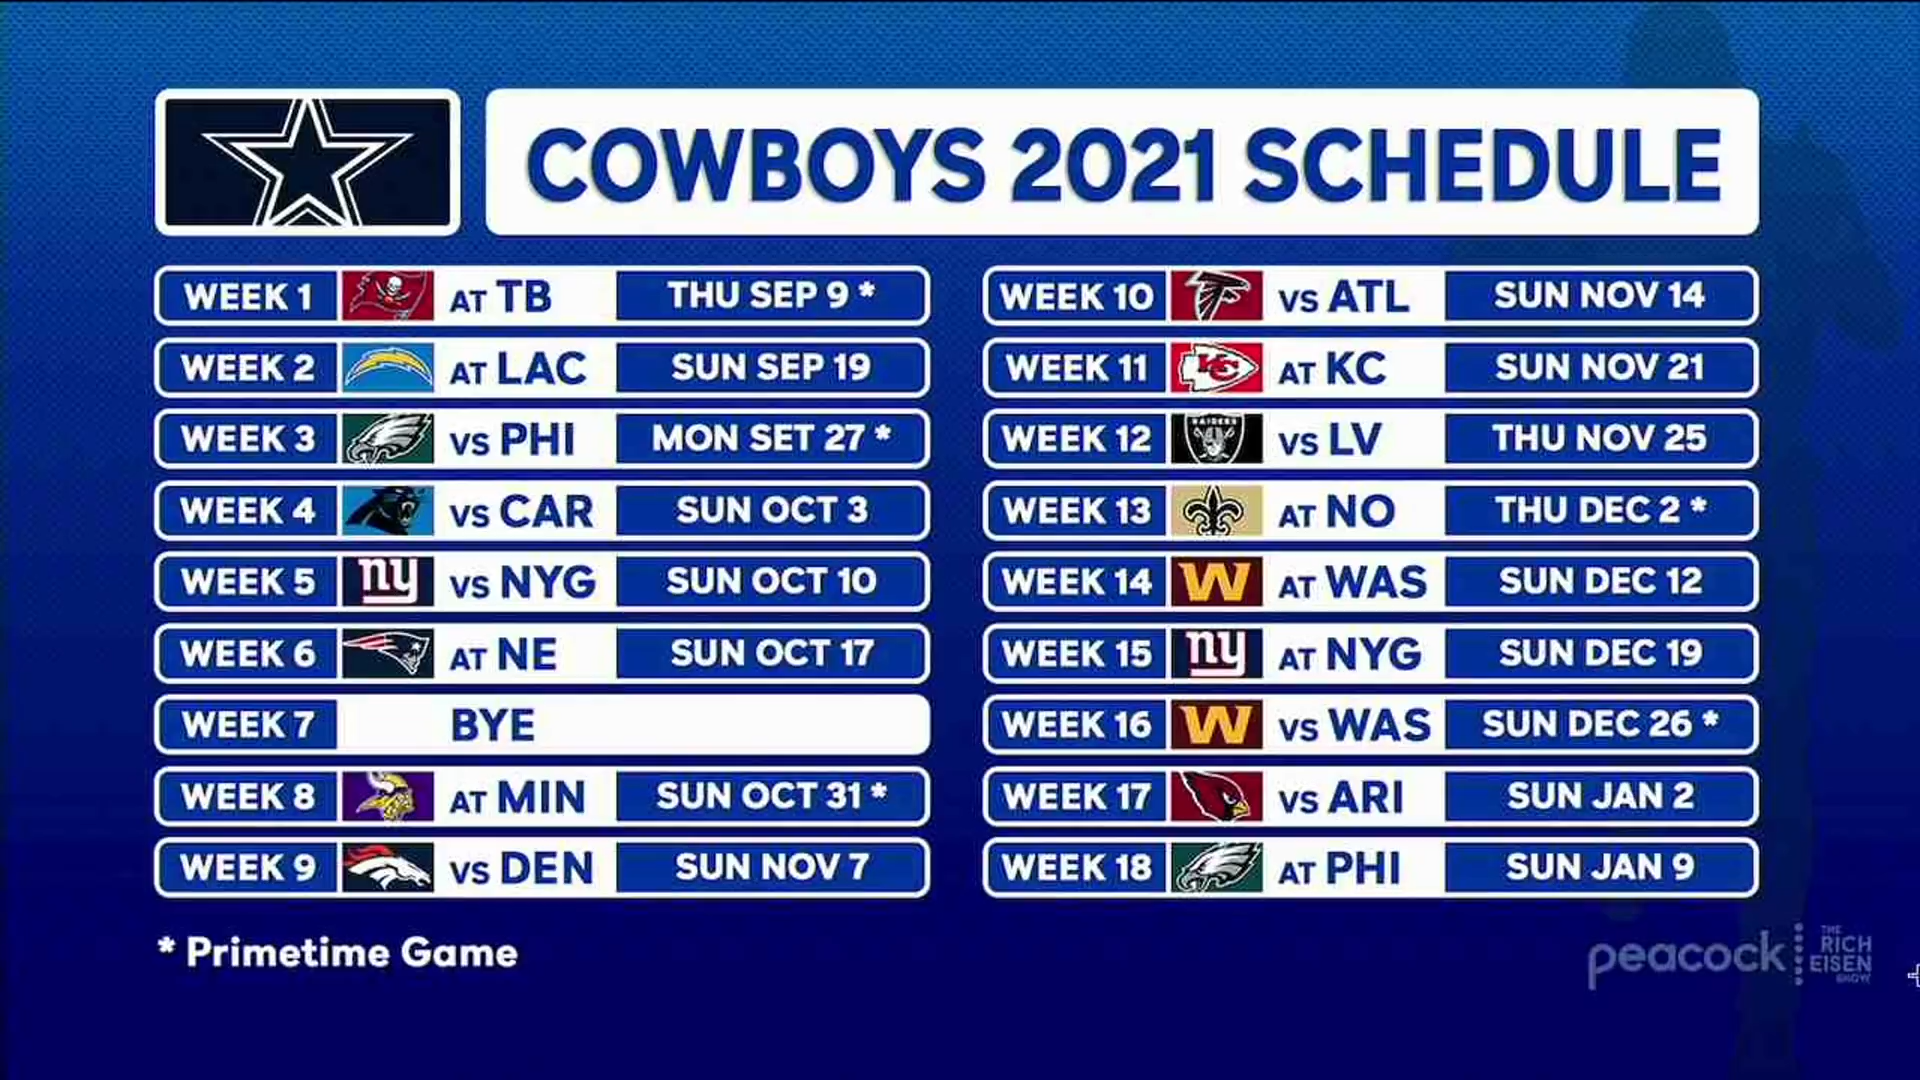 COWBOYS 2021 SCHEDULE
WEEK 1 AT TB THU SEP 9 *
WEEK 2 AT LAC SUN SEP 19
WEEK 3 VS PHI MON SET 27 *
WEEK 4 VS CAR SUN OCT 3
WEEK 5 ny VS NYG SUN OCT 10
WEEK 6 AT NE SUN OCT 17
WEEK 7 BYE
WEEK 8 AT MIN SUN OCT 31 *
WEEK 9 VS DEN SUN NOV 7
WEEK 10 VS ATL SUN NOV 14
WEEK 11 KC AT KC SUN NOV 21
WEEK 12 RAIDERS VS LV THU NOV 25
WEEK 13 AT NO THU DEC 2 *
WEEK 14 W AT WAS SUN DEC 12
WEEK 15 ny AT NYG SUN DEC 19
WEEK 16 W VS WAS SUN DEC 26 *
WEEK 17 VS ARI SUN JAN 2
WEEK 18 AT PHI SUN JAN 9
* Primetime Game
peacock
THE
RICH
EISEN
SHOW